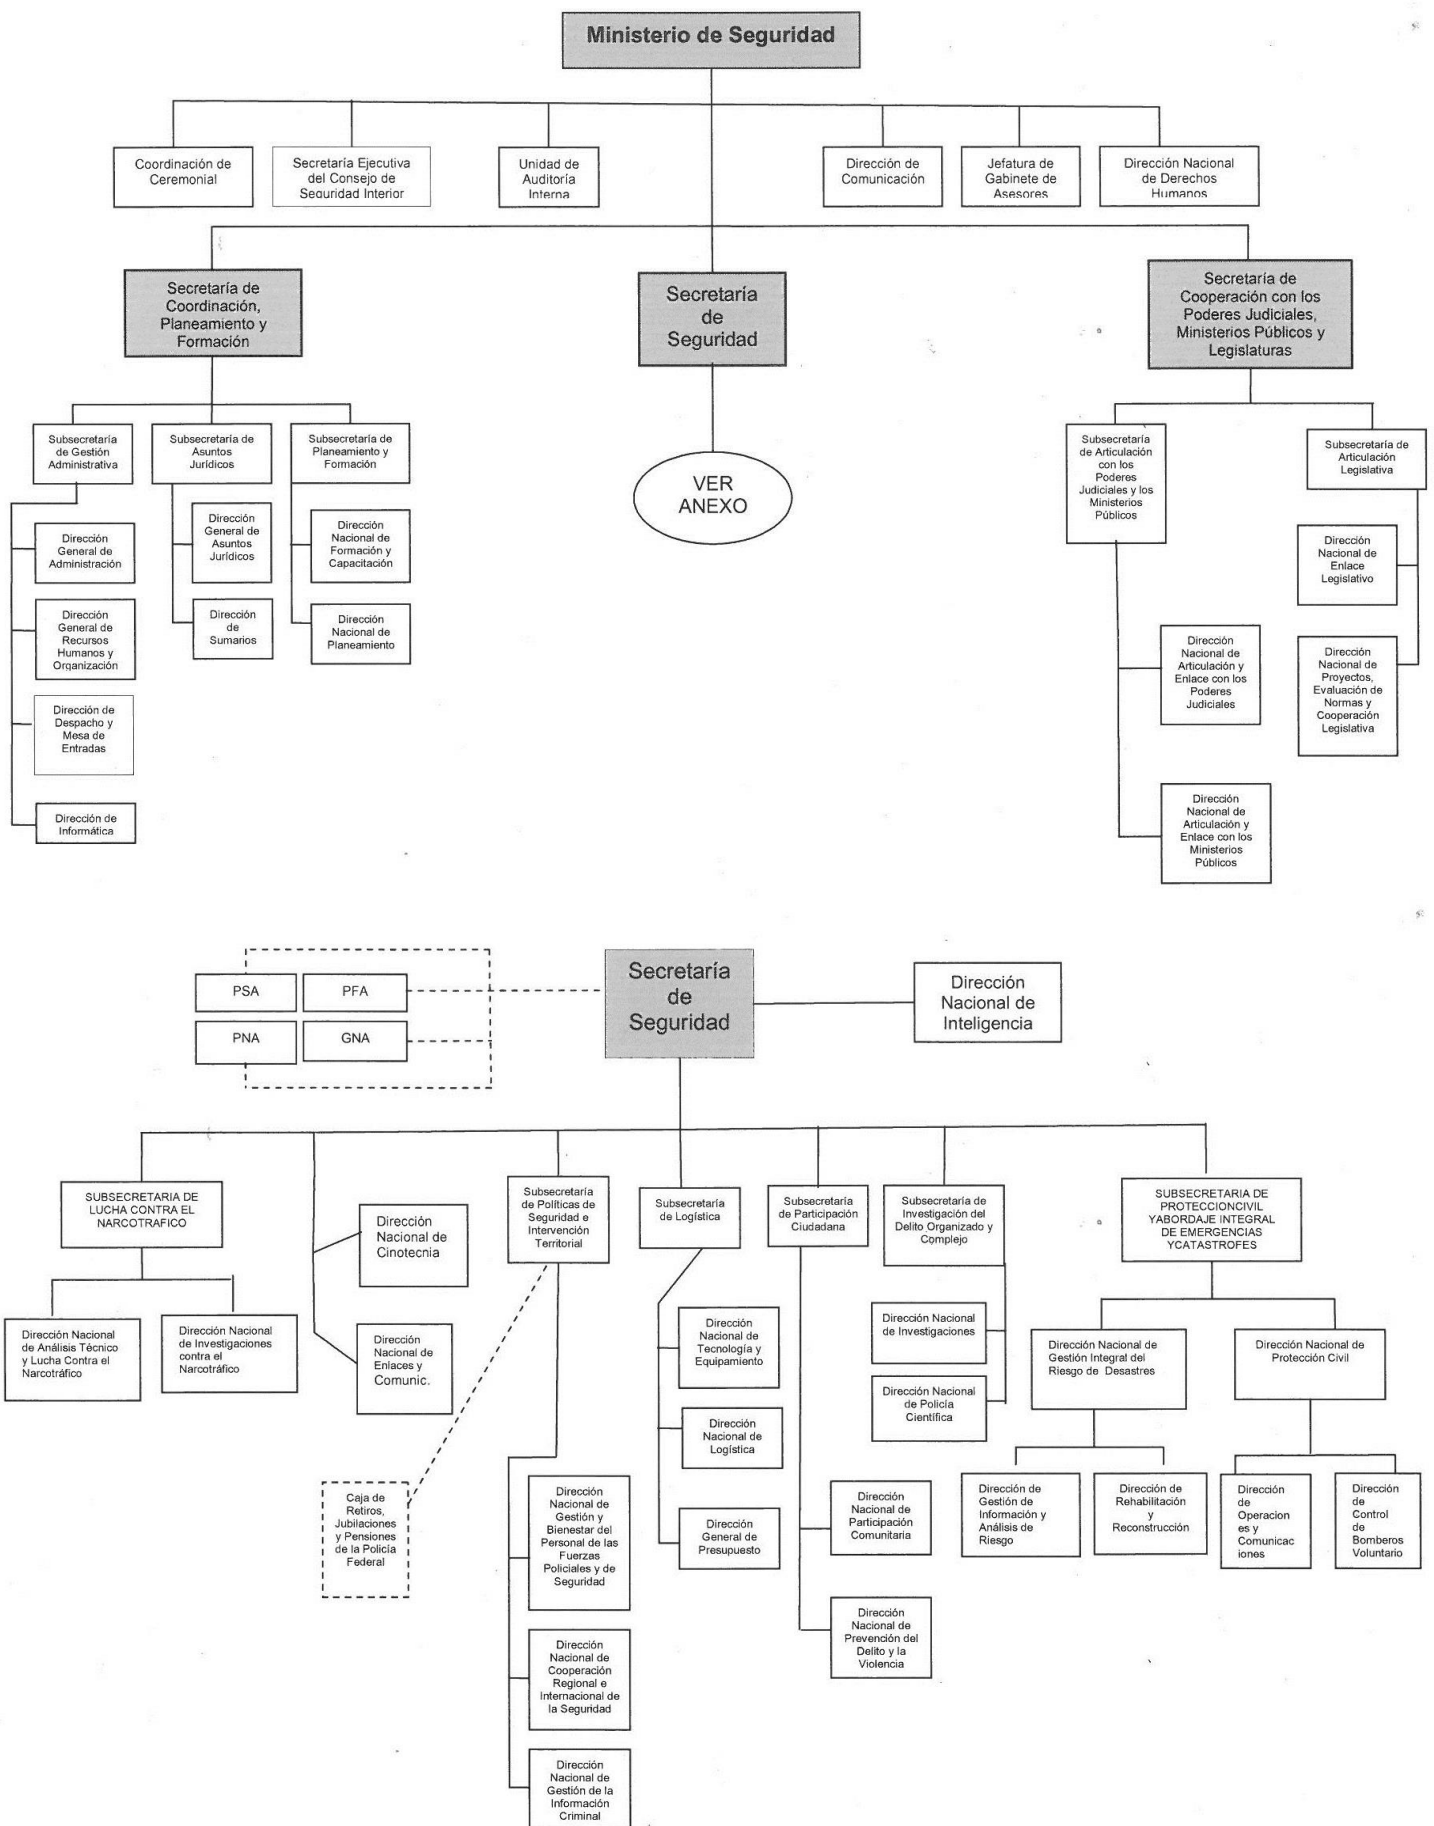 Ministerio de Seguridad
Coordinación de
Ceremonial
Secretaría Ejecutiva
del Consejo de
Seguridad Interior
Unidad de
Auditoría
Interna
Dirección de
Comunicación
Jefatura de
Gabinete de
Asesores
Dirección Nacional
de Derechos
Humanos
Secretaría de
Coordinación,
Planeamiento y
Formación
Secretaría
de
Seguridad
Secretaría de
Cooperación con los
Poderes Judiciales,
Ministerios Públicos y
Legislaturas
Subsecretaría
de Gestión
Administrativa
Subsecretaría de
Asuntos
Jurídicos
Subsecretaría de
Planeamiento y
Formación
VER
ANEXO
Subsecretaría
de Articulación
con los
Poderes
Judiciales y los
Ministerios
Públicos
Subsecretaría de
Articulación
Legislativa
Dirección
General de
Administración
Dirección
General de
Recursos
Humanos y
Organización
Dirección de
Despacho y
Mesa de
Entradas
Dirección de
Informática
Dirección
General de
Asuntos
Jurídicos
Dirección
de
Sumarios
Dirección
Nacional de
Formación y
Capacitación
Dirección
Nacional de
Planeamiento
Dirección
Nacional de
Articulación y
Enlace con los
Poderes
Judiciales
Dirección
Nacional de
Articulación y
Enlace con los
Ministerios
Públicos
Dirección
Nacional de
Enlace
Legislativo
Dirección
Nacional de
Proyectos,
Evaluación de
Normas y
Cooperación
Legislativa
PSA
PFA
PNA
GNA
Secretaría
de
Seguridad
Dirección
Nacional de
Inteligencia
SUBSECRETARIA DE
LUCHA CONTRA EL
NARCOTRAFICO
Dirección Nacional
de Análisis Técnico
y Lucha Contra el
Narcotráfico
Dirección Nacional
de Investigaciones
contra el
Narcotráfico
Dirección
Nacional de
Cinotecnia
Dirección
Nacional de
Enlaces y
Comunic.
Subsecretaría
de Políticas de
Seguridad e
Intervención
Territorial
Caja de
Retiros,
Jubilaciones
y Pensiones
de la Policía
Federal
Dirección
Nacional de
Gestión y
Bienestar del
Personal de las
Fuerzas
Policiales y de
Seguridad
Dirección
Nacional de
Cooperación
Regional e
Internacional de
la Seguridad
Dirección
Nacional de
Gestión de la
Información
Criminal
Subsecretaría
de Logística
Dirección
Nacional de
Tecnología y
Equipamiento
Dirección
Nacional de
Logística
Dirección
General de
Presupuesto
Subsecretaría
de Participación
Ciudadana
Dirección
Nacional de
Participación
Comunitaria
Dirección
Nacional de
Prevención del
Delito y la
Violencia
Subsecretaría de
Investigación del
Delito Organizado y
Complejo
Dirección Nacional
de Investigaciones
Dirección Nacional
de Policía
Científica
SUBSECRETARIA DE
PROTECCIONCIVIL
YABORDAJE INTEGRAL
DE EMERGENCIAS
YCATASTROFES
Dirección Nacional de
Gestión Integral del
Riesgo de Desastres
Dirección Nacional de
Protección Civil
Dirección de
Gestión de
Información y
Análisis de
Riesgo
Dirección de
Rehabilitación
y
Reconstrucción
Dirección
de
Operacion
es y
Comunicac
iones
Dirección
de
Control
de
Bomberos
Voluntario